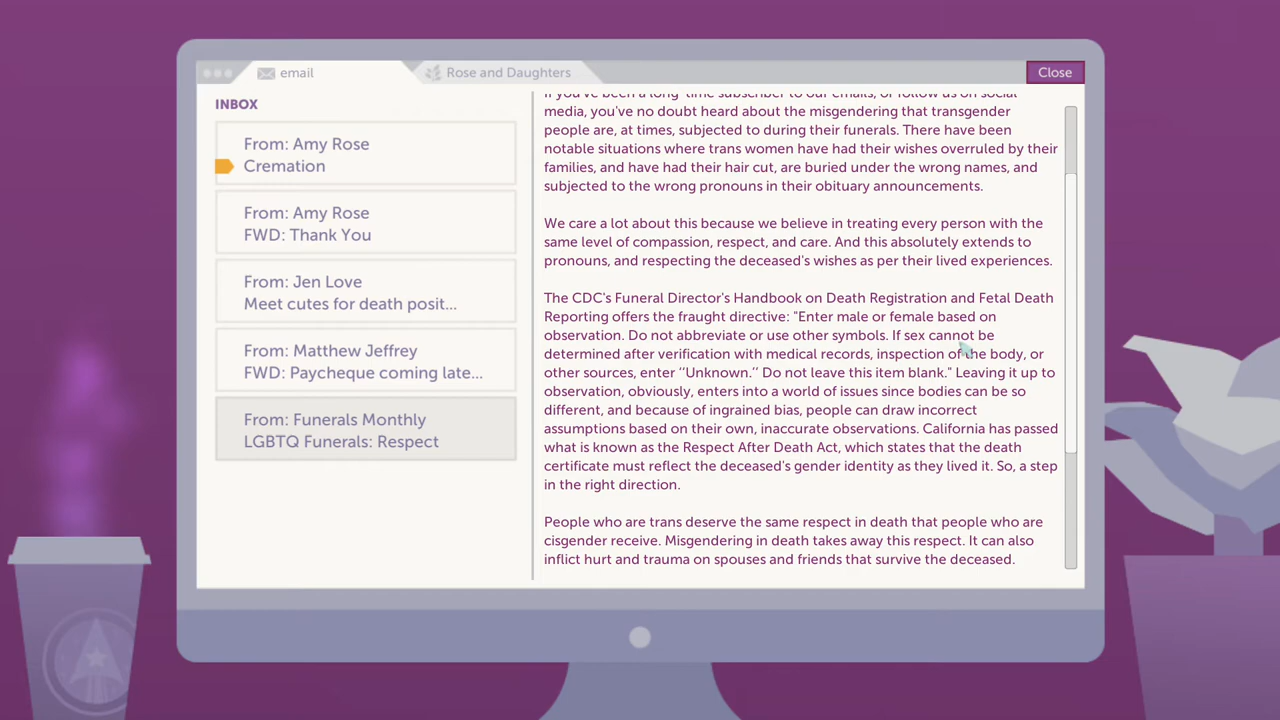 email
Rose and Daughters
Close
INBOX
From: Amy Rose
Cremation
From: Amy Rose
FWD: Thank You
From: Jen Love
Meet cutes for death posit...
From: Matthew Jeffrey
FWD: Paycheque coming late...
From: Funerals Monthly
LGBTQ Funerals: Respect
If you've been a long-time subscriber to our emails, or follow us on social
media, you've no doubt heard about the misgendering that transgender
people are, at times, subjected to during their funerals. There have been
notable situations where trans women have had their wishes overruled by their
families, and have had their hair cut, are buried under the wrong names, and
subjected to the wrong pronouns in their obituary announcements.
We care a lot about this because we believe in treating every person with the
same level of compassion, respect, and care. And this absolutely extends to
pronouns, and respecting the deceased's wishes as per their lived experiences.
The CDC's Funeral Director's Handbook on Death Registration and Fetal Death
Reporting offers the fraught directive: "Enter male or female based on
observation. Do not abbreviate or use other symbols. If sex cannot be
determined after verification with medical records, inspection of the body, or
other sources, enter ''Unknown.'' Do not leave this item blank." Leaving it up to
observation, obviously, enters into a world of issues since bodies can be so
different, and because of ingrained bias, people can draw incorrect
assumptions based on their own, inaccurate observations. California has passed
what is known as the Respect After Death Act, which states that the death
certificate must reflect the deceased's gender identity as they lived it. So, a step
in the right direction.
People who are trans deserve the same respect in death that people who are
cisgender receive. Misgendering in death takes away this respect. It can also
inflict hurt and trauma on spouses and friends that survive the deceased.